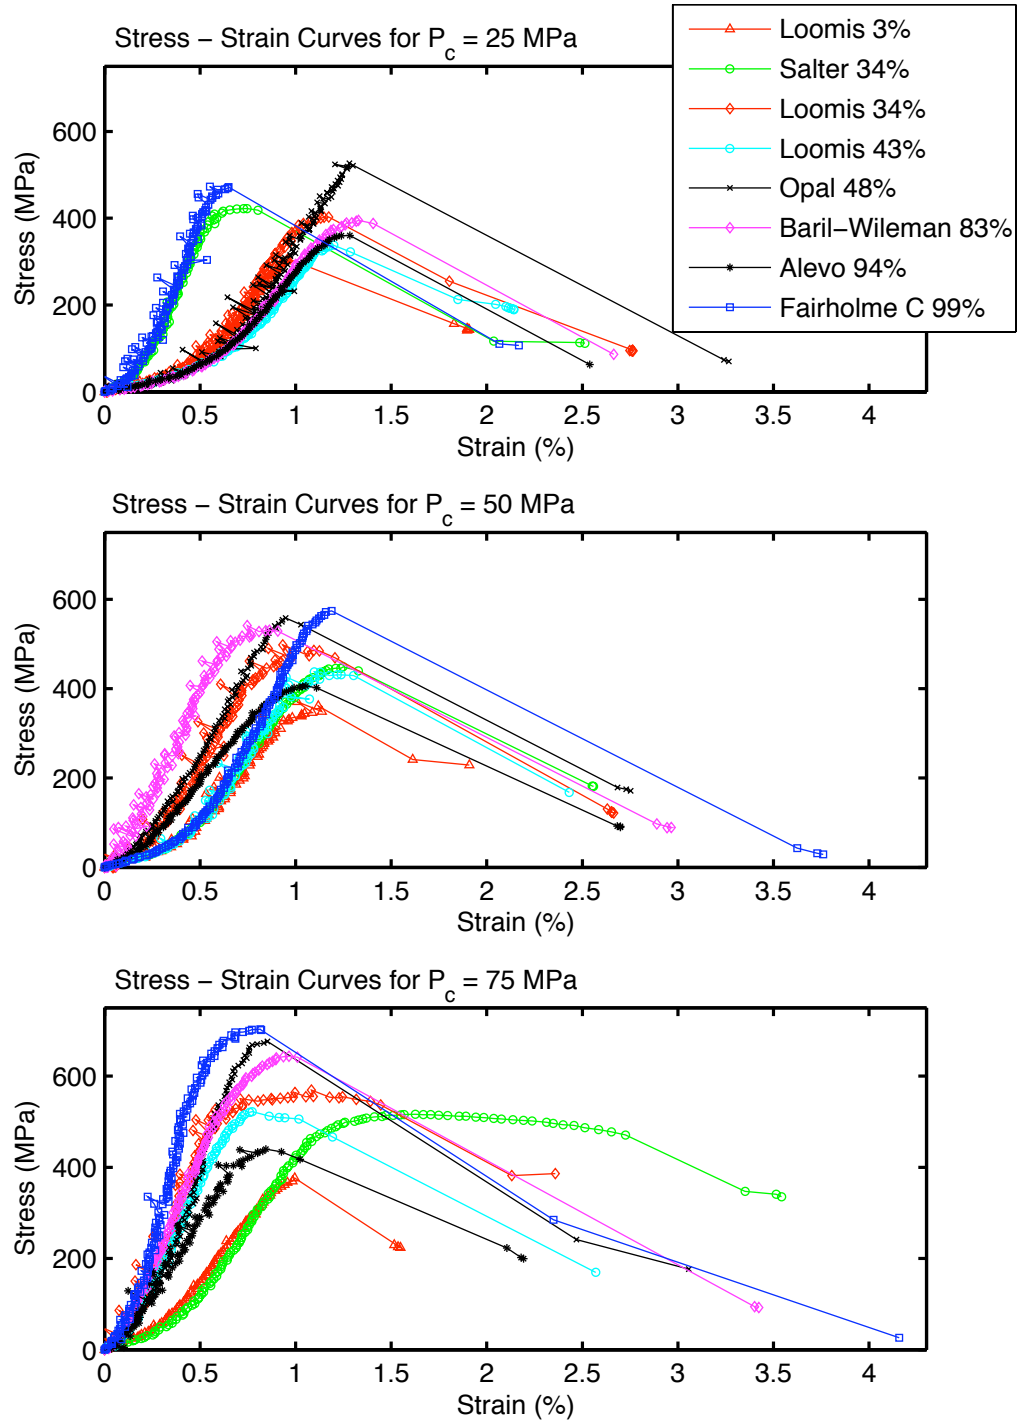 Stress – Strain Curves for Pc = 25 MPa
Loomis 3%
Salter 34%
Loomis 34%
Loomis 43%
Opal 48%
Baril–Wileman 83%
Alevo 94%
Fairholme C 99%
Stress (MPa)
600
400
200
0
0 0.5 1 1.5 2 2.5 3 3.5 4
Strain (%)
Stress – Strain Curves for Pc = 50 MPa
Stress (MPa)
600
400
200
0
0 0.5 1 1.5 2 2.5 3 3.5 4
Strain (%)
Stress – Strain Curves for Pc = 75 MPa
Stress (MPa)
600
400
200
0
0 0.5 1 1.5 2 2.5 3 3.5 4
Strain (%)